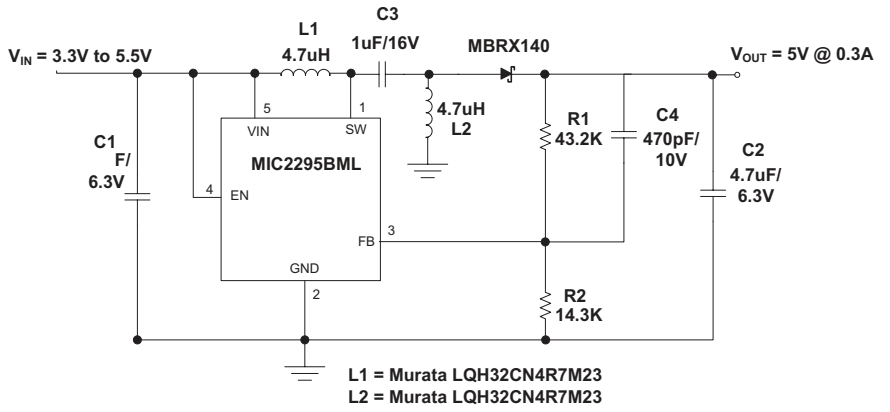 L1
4.7uH
C3
1uF/16V
MBRX140
V_IN = 3.3V to 5.5V
V_OUT = 5V @ 0.3A
5
VIN
1
SW
4.7uH
L2
R1
43.2K
C4
470pF/
10V
C1
F/
6.3V
C2
4.7uF/
6.3V
MIC2295BML
4
EN
3
FB
GND
2
R2
14.3K
L1 = Murata LQH32CN4R7M23
L2 = Murata LQH32CN4R7M23